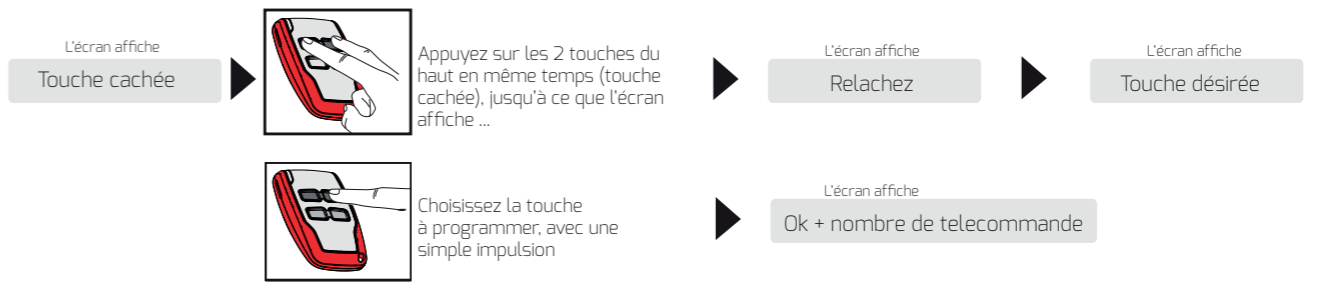 L'écran affiche
Touche cachée
Appuyez sur les 2 touches du
haut en même temps (touche
cachée), jusqu'à ce que l'écran
affiche ...
L'écran affiche
Relachez
L'écran affiche
Touche désirée
Choisissez la touche
à programmer, avec une
simple impulsion
L'écran affiche
Ok + nombre de telecommande